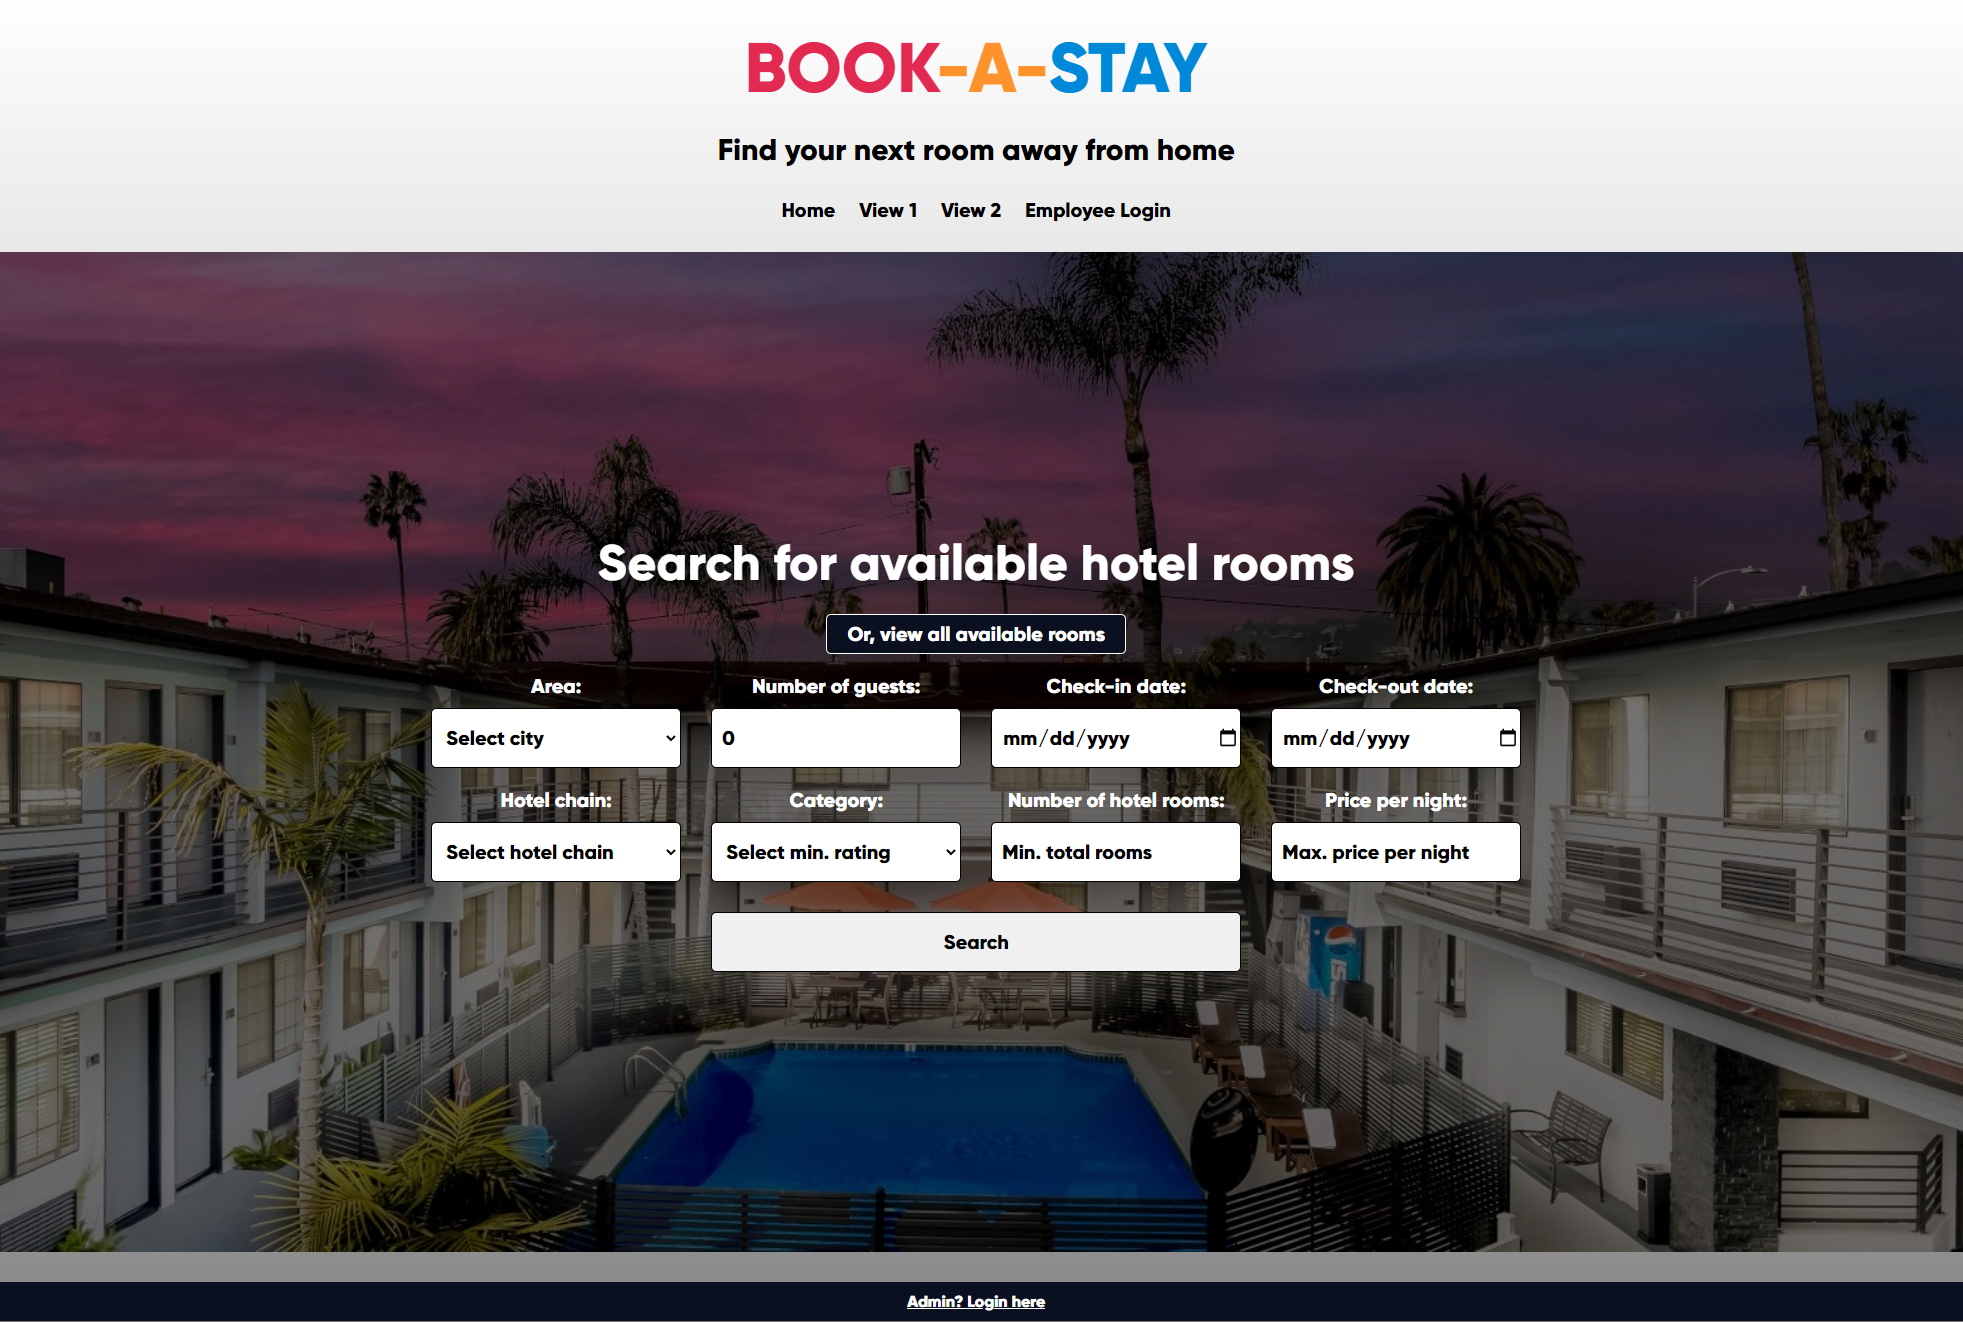 BOOK-A-STAY
Find your next room away from home
Home View 1 View 2 Employee Login
Search for available hotel rooms
Or, view all available rooms
Area: Number of guests: Check-in date: Check-out date:
Select city 0 mm/dd/yyyy mm/dd/yyyy
Hotel chain: Category: Number of hotel rooms: Price per night:
Select hotel chain Select min. rating Min. total rooms Max. price per night
Search
Admin? Login here